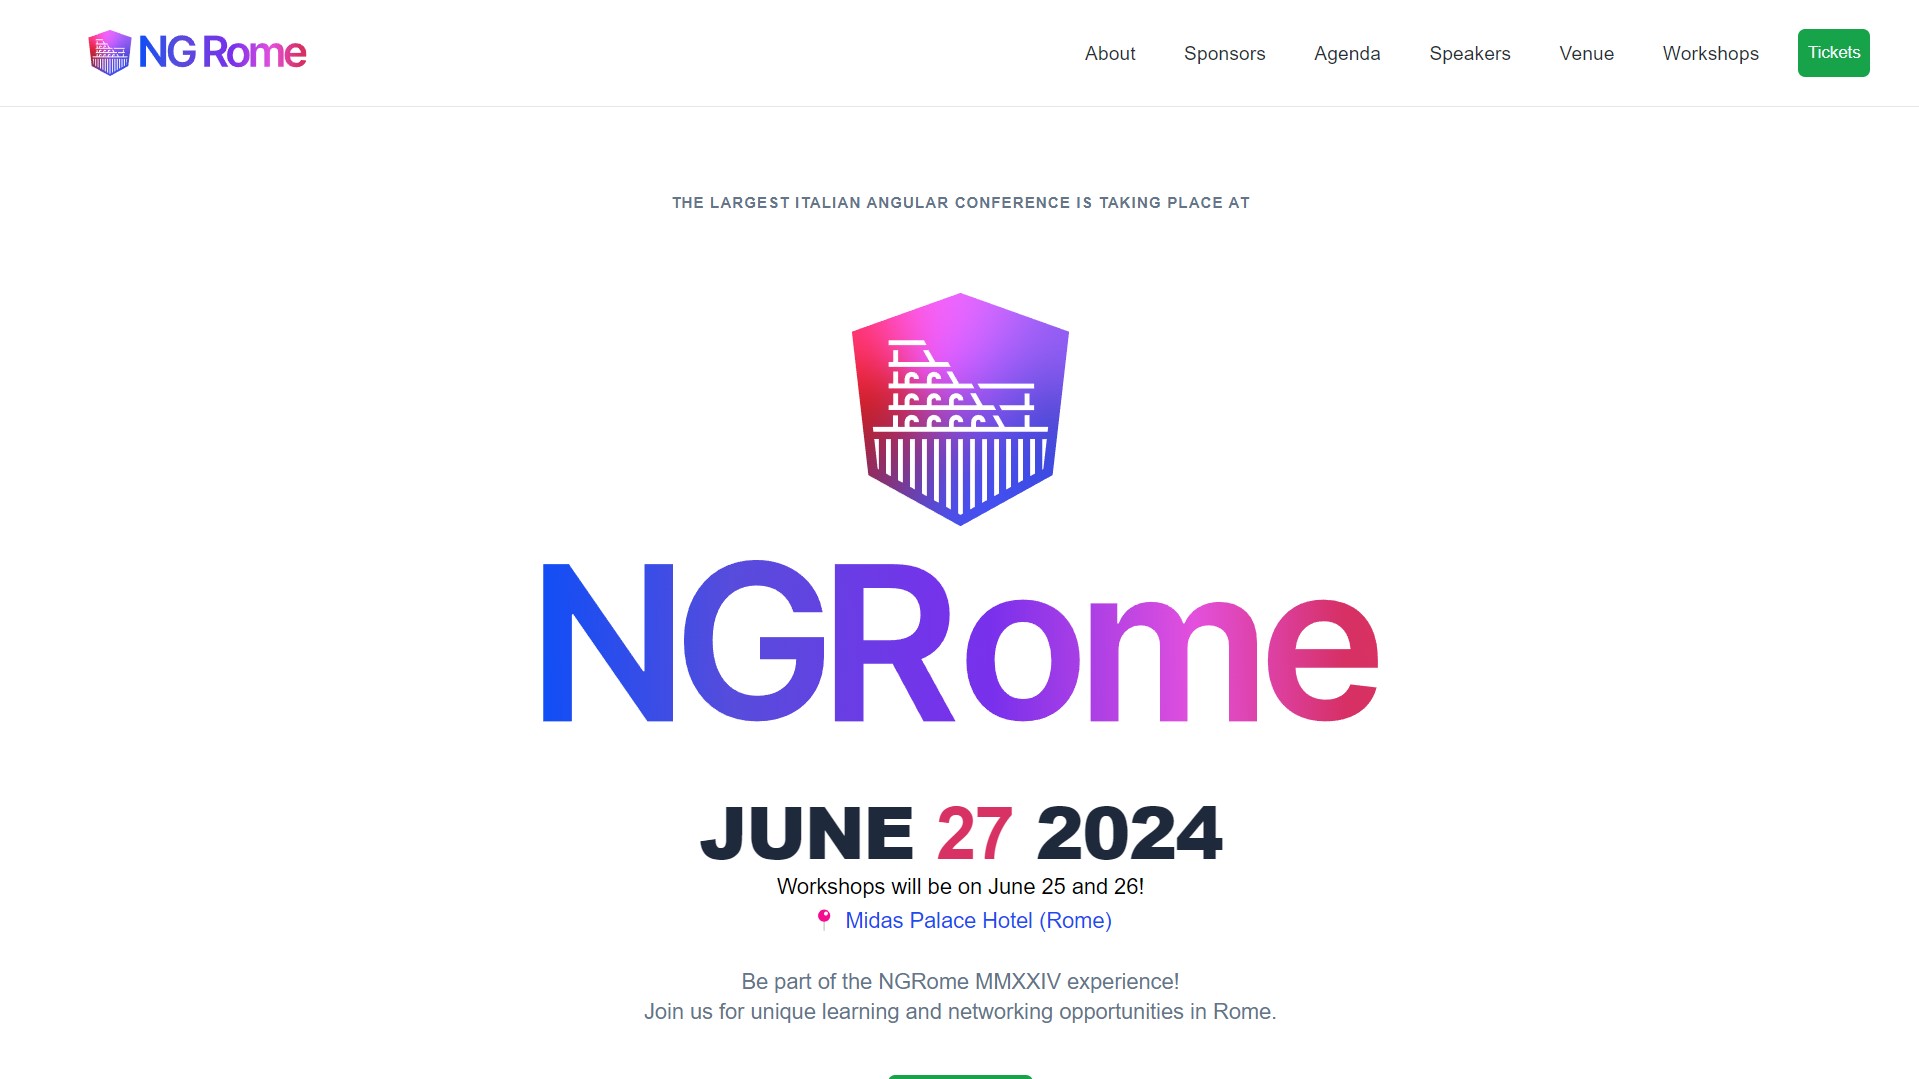 NG Rome
About Sponsors Agenda Speakers Venue Workshops Tickets
THE LARGEST ITALIAN ANGULAR CONFERENCE IS TAKING PLACE AT
NGRome
JUNE 27 2024
Workshops will be on June 25 and 26!
Midas Palace Hotel (Rome)
Be part of the NGRome MMXXIV experience!
Join us for unique learning and networking opportunities in Rome.